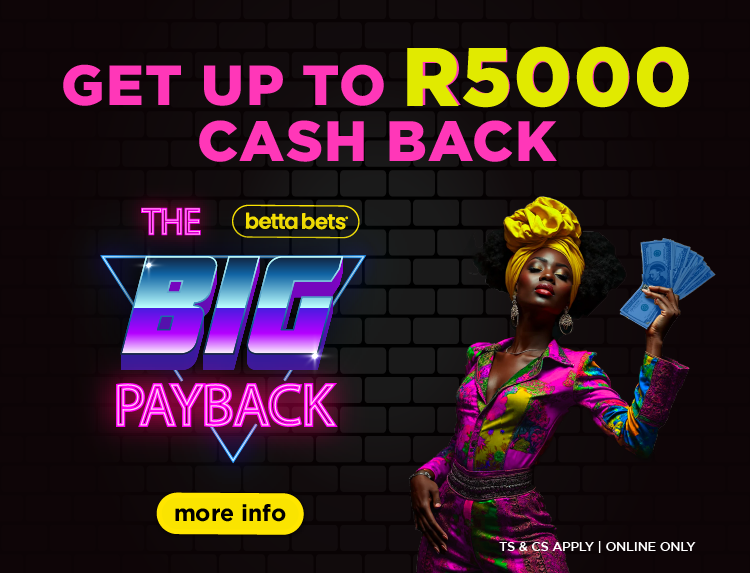 GET UP TO R5000
CASH BACK
THE
betta bets
BIG
PAYBACK
more info
TS & CS APPLY | ONLINE ONLY